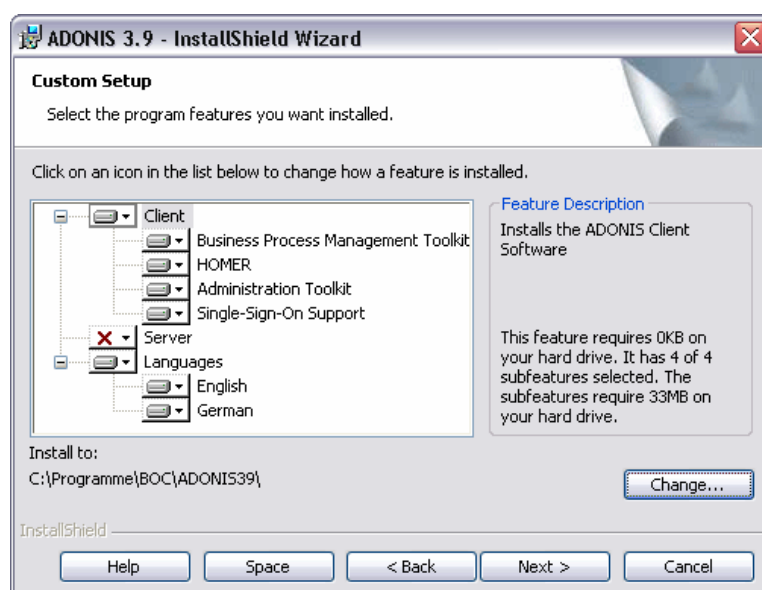 ADONIS 3.9 - InstallShield Wizard
Custom Setup
Select the program features you want installed.
Click on an icon in the list below to change how a feature is installed.
Client
Business Process Management Toolkit
HOMER
Administration Toolkit
Single-Sign-On Support
Server
Languages
English
German
Feature Description
Installs the ADONIS Client
Software
This feature requires 0KB on
your hard drive. It has 4 of 4
subfeatures selected. The
subfeatures require 33MB on
your hard drive.
Install to:
C:\Programme\BOC\ADONIS39\
Change...
InstallShield
Help
Space
< Back
Next >
Cancel